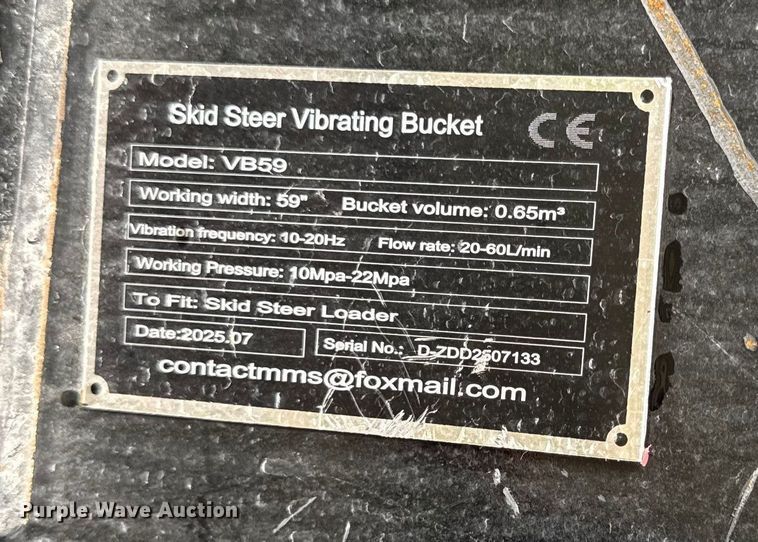 Skid Steer Vibrating Bucket CE
Model: VB59
Working width: 59" Bucket volume: 0.65m³
Vibration frequency: 10-20Hz Flow rate: 20-60L/min
Working Pressure: 10Mpa-22Mpa
To Fit: Skid Steer Loader
Date:2025.07 Serial No.: D-ZDD2507133
contactmms@foxmail.com
Purple Wave Auction